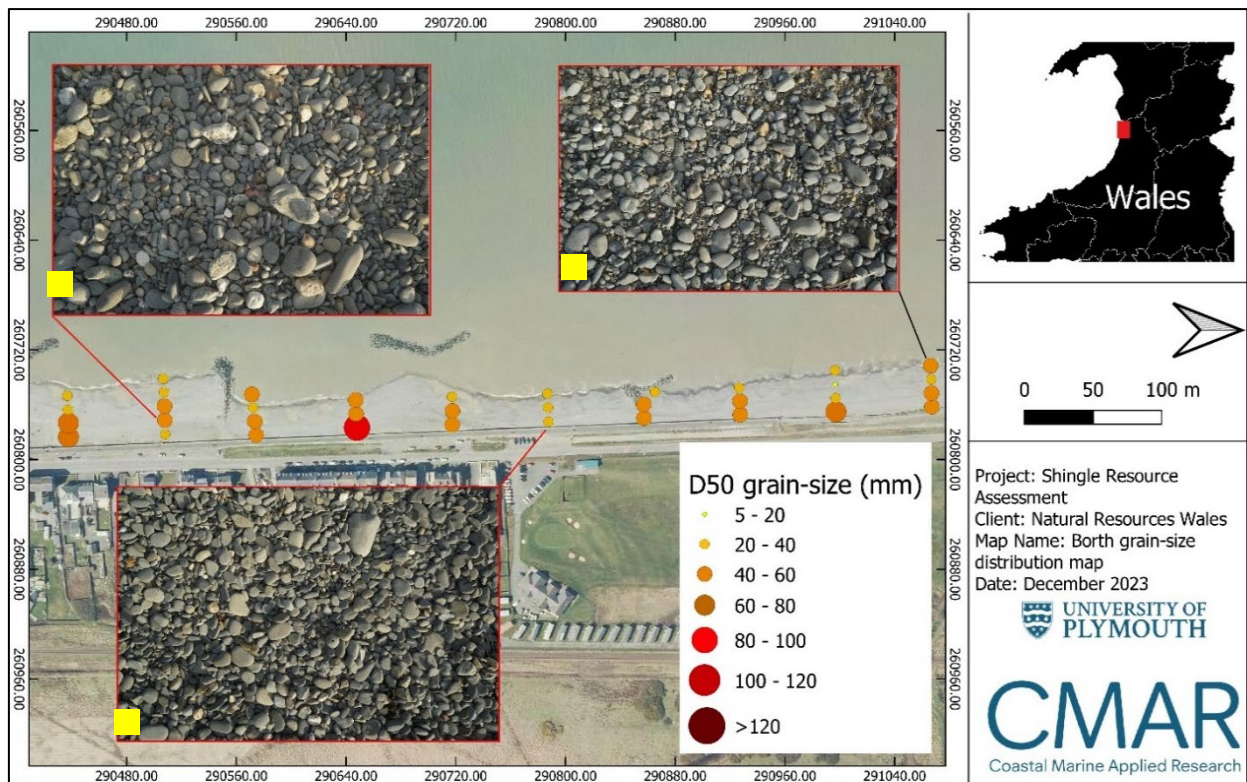 290480.00 290560.00 290640.00 290720.00 290800.00 290880.00 290960.00 291040.00
260560.00
260640.00
260720.00
260800.00
260880.00
260960.00
260560.00
260640.00
260720.00
260800.00
260880.00
260960.00
D50 grain-size (mm)
5 - 20
20 - 40
40 - 60
60 - 80
80 - 100
100 - 120
>120
290480.00 290560.00 290640.00 290720.00 290800.00 290880.00 290960.00 291040.00
Wales
0 50 100 m
Project: Shingle Resource
Assessment
Client: Natural Resources Wales
Map Name: Borth grain-size
distribution map
Date: December 2023
UNIVERSITY OF
PLYMOUTH
CMAR
Coastal Marine Applied Research